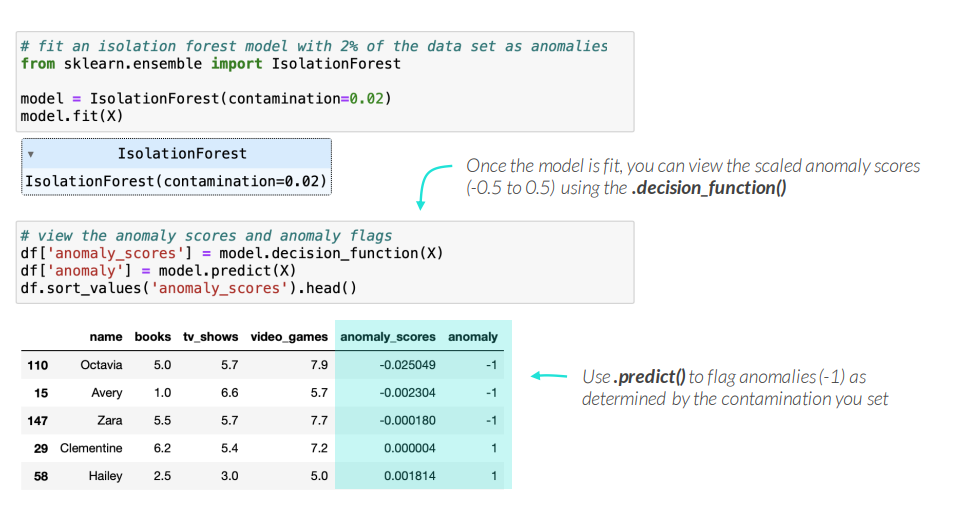 # fit an isolation forest model with 2% of the data set as anomalies
from sklearn.ensemble import IsolationForest
model = IsolationForest(contamination=0.02)
model.fit(X)
▾ IsolationForest
IsolationForest(contamination=0.02)
Once the model is fit, you can view the scaled anomaly scores
(-0.5 to 0.5) using the .decision_function()
# view the anomaly scores and anomaly flags
df['anomaly_scores'] = model.decision_function(X)
df['anomaly'] = model.predict(X)
df.sort_values('anomaly_scores').head()
name books tv_shows video_games anomaly_scores anomaly
110 Octavia 5.0 5.7 7.9 -0.025049 -1
15 Avery 1.0 6.6 5.7 -0.002304 -1
147 Zara 5.5 5.7 7.7 -0.000180 -1
29 Clementine 6.2 5.4 7.2 0.000004 1
58 Hailey 2.5 3.0 5.0 0.001814 1
Use .predict() to flag anomalies (-1) as
determined by the contamination you set